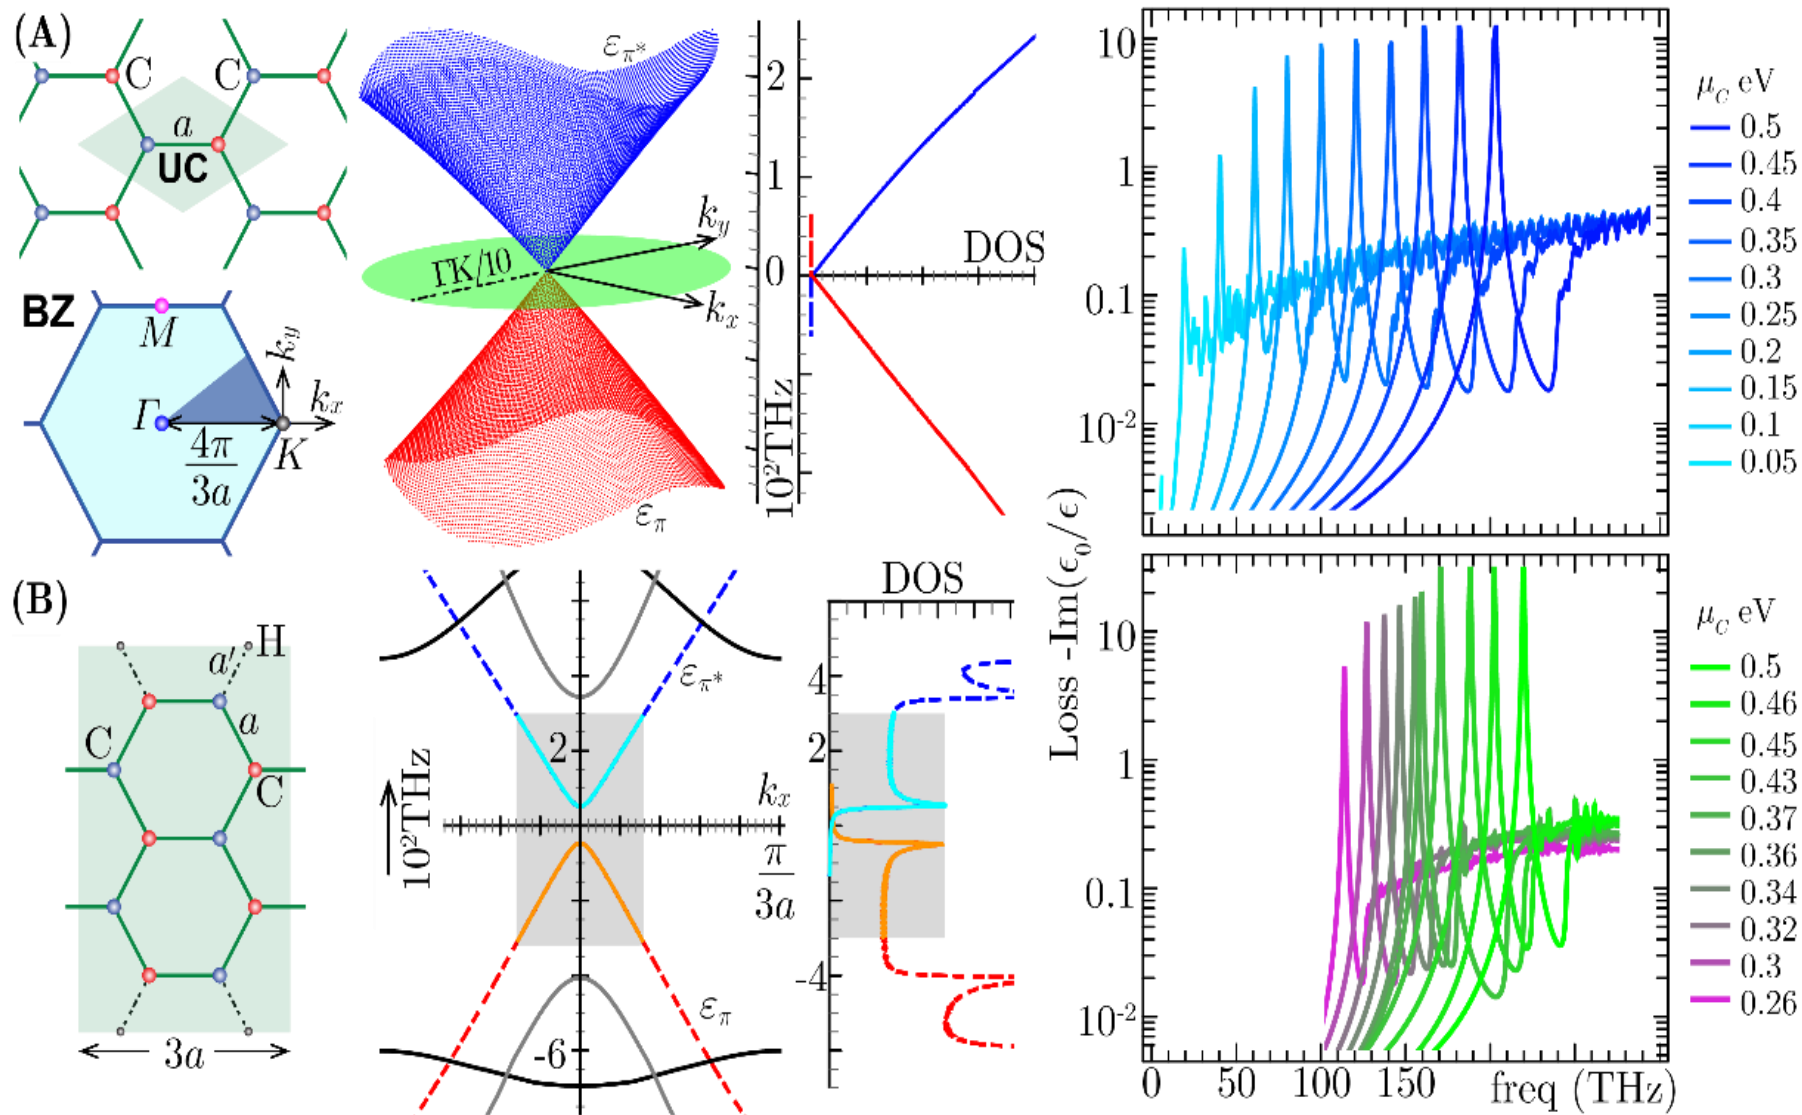 (A)
C
C
a
UC
BZ
M
Γ
K
k_y
k_x
4π
3a
ε_π*
k_y
ΓK/10
k_x
ε_π
2
1
0
10²THz
DOS
10
1
0.1
10⁻²
μ_C eV
0.5
0.45
0.4
0.35
0.3
0.25
0.2
0.15
0.1
0.05
Loss -Im(ϵ₀/ϵ)
(B)
H
a'
a
C
C
3a
10²THz
2
-6
ε_π*
ε_π
k_x
π
3a
DOS
4
2
-4
10
1
0.1
10⁻²
0 50 100 150 freq (THz)
μ_C eV
0.5
0.46
0.45
0.43
0.37
0.36
0.34
0.32
0.3
0.26